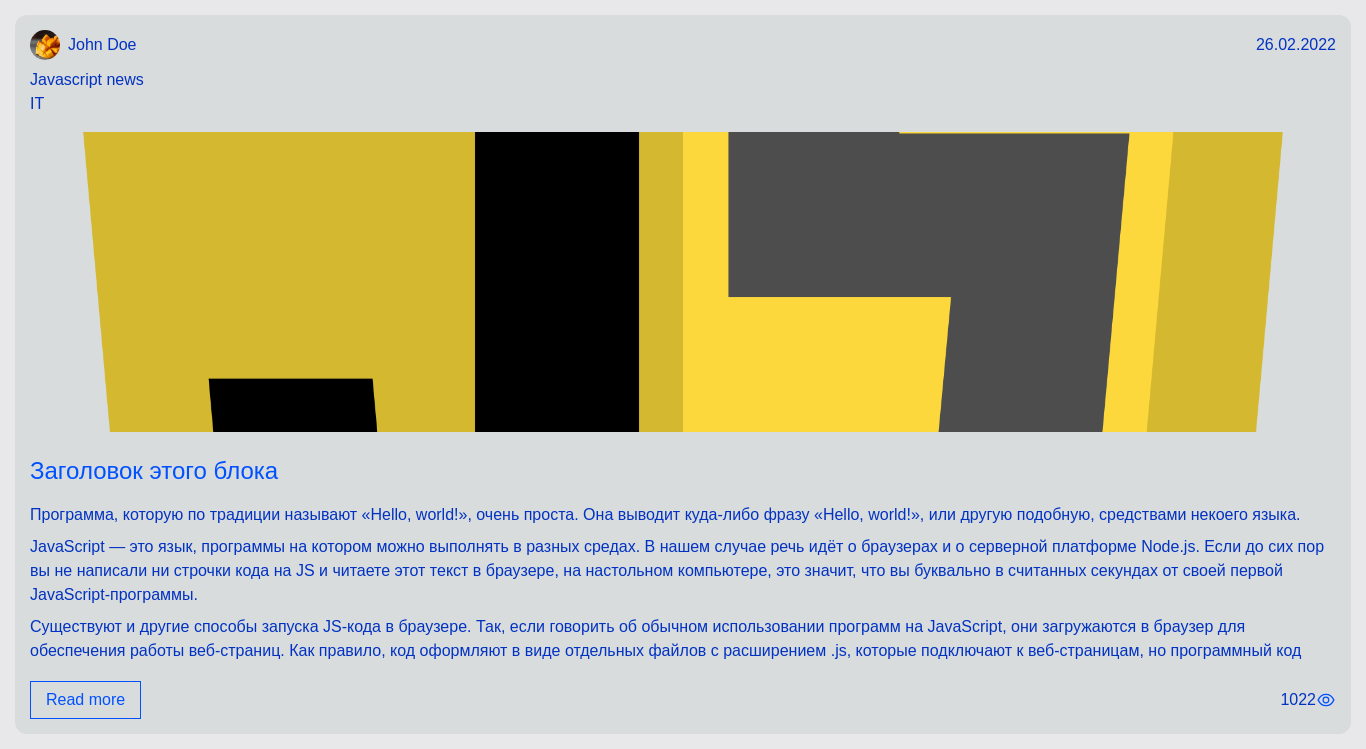 John Doe
26.02.2022
Javascript news
IT
Заголовок этого блока
Программа, которую по традиции называют «Hello, world!», очень проста. Она выводит куда-либо фразу «Hello, world!», или другую подобную, средствами некоего языка.
JavaScript — это язык, программы на котором можно выполнять в разных средах. В нашем случае речь идёт о браузерах и о серверной платформе Node.js. Если до сих пор
вы не написали ни строчки кода на JS и читаете этот текст в браузере, на настольном компьютере, это значит, что вы буквально в считанных секундах от своей первой
JavaScript-программы.
Существуют и другие способы запуска JS-кода в браузере. Так, если говорить об обычном использовании программ на JavaScript, они загружаются в браузер для
обеспечения работы веб-страниц. Как правило, код оформляют в виде отдельных файлов с расширением .js, которые подключают к веб-страницам, но программный код
Read more
1022